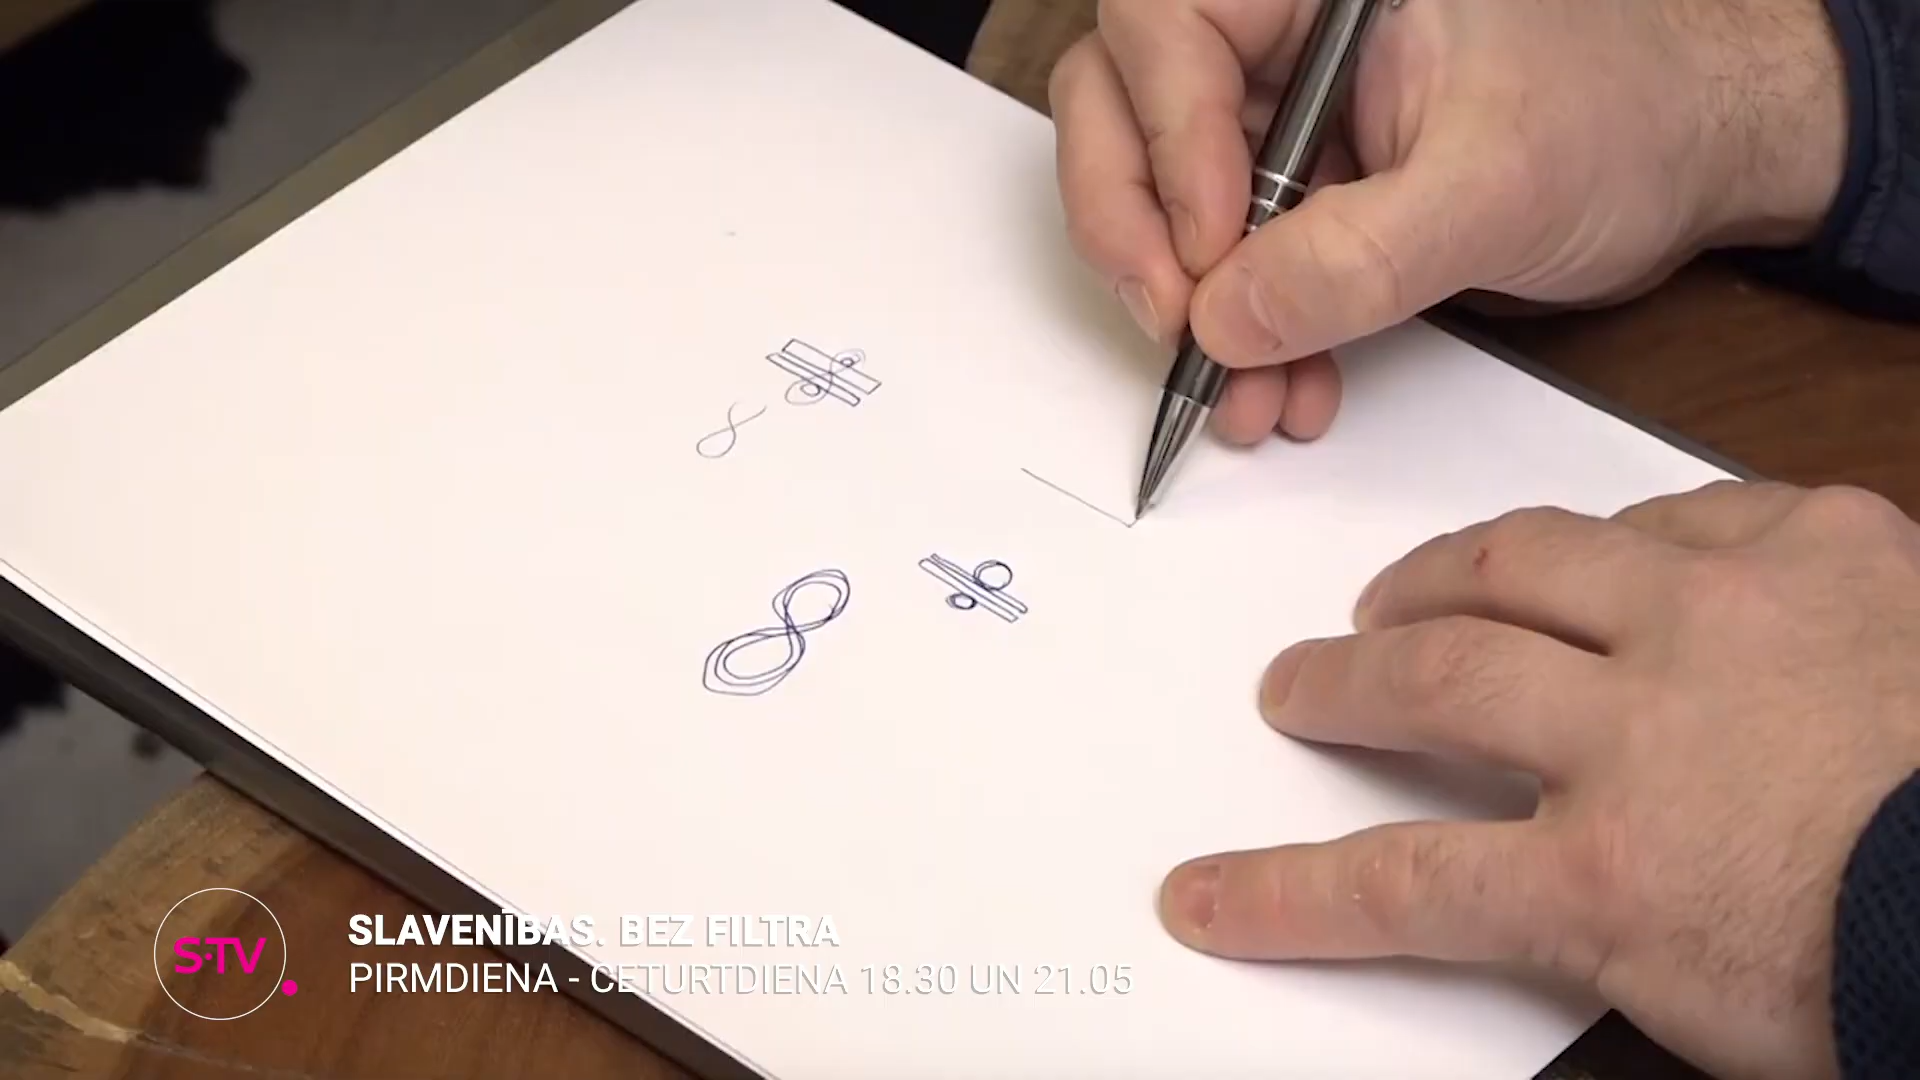 S•TV
SLAVENĪBAS. BEZ FILTRA
PIRMDIENA - CETURTDIENA 18.30 UN 21.05